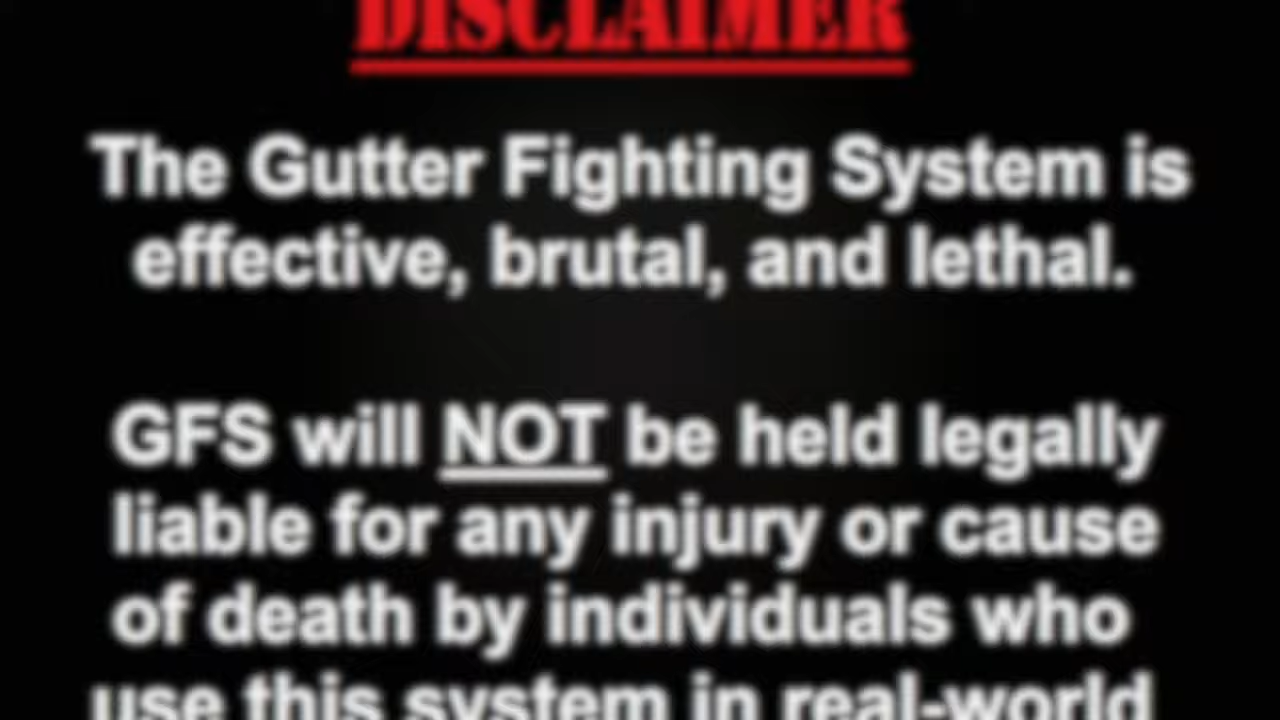 DISCLAIMER
The Gutter Fighting System is
effective, brutal, and lethal.
GFS will NOT be held legally
liable for any injury or cause
of death by individuals who
use this system in real-world